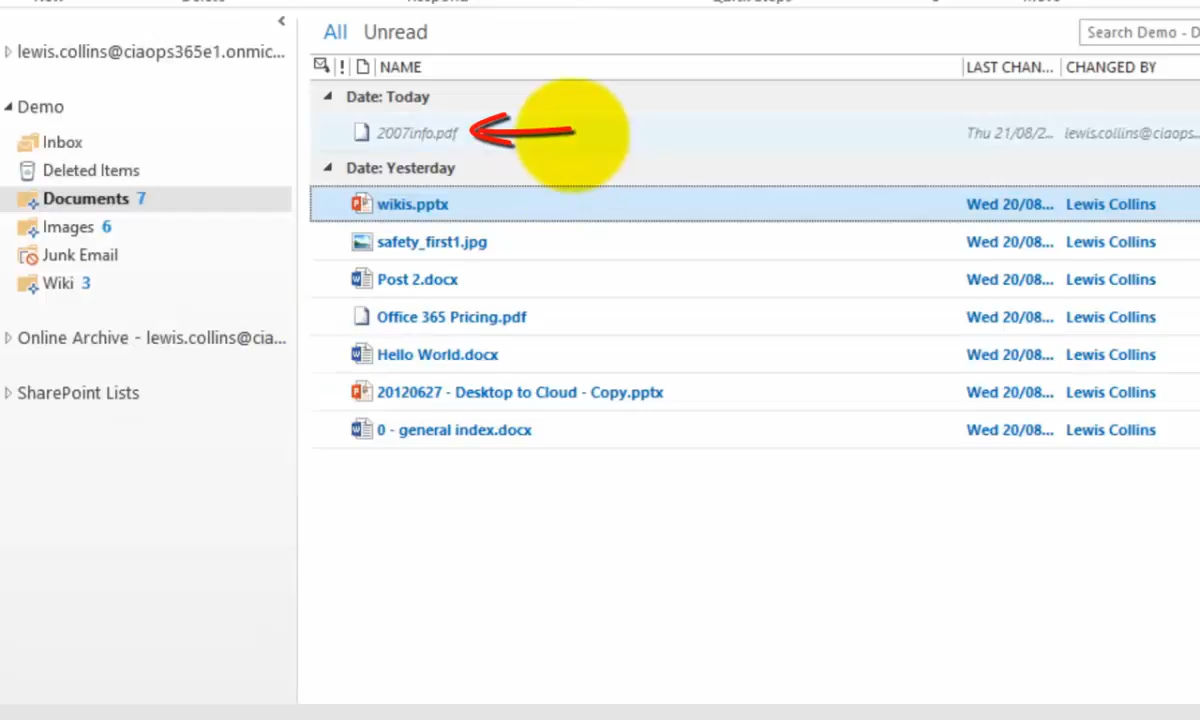 lewis.collins@ciaops365e1.onmic...
Demo
Inbox
Deleted Items
Documents 7
Images 6
Junk Email
Wiki 3
Online Archive - lewis.collins@cia...
SharePoint Lists
All Unread
Search Demo - D
! NAME LAST CHAN... CHANGED BY
Date: Today
2007info.pdf Thu 21/08/2... lewis.collins@ciaops...
Date: Yesterday
wikis.pptx Wed 20/08... Lewis Collins
safety_first1.jpg Wed 20/08... Lewis Collins
Post 2.docx Wed 20/08... Lewis Collins
Office 365 Pricing.pdf Wed 20/08... Lewis Collins
Hello World.docx Wed 20/08... Lewis Collins
20120627 - Desktop to Cloud - Copy.pptx Wed 20/08... Lewis Collins
0 - general index.docx Wed 20/08... Lewis Collins